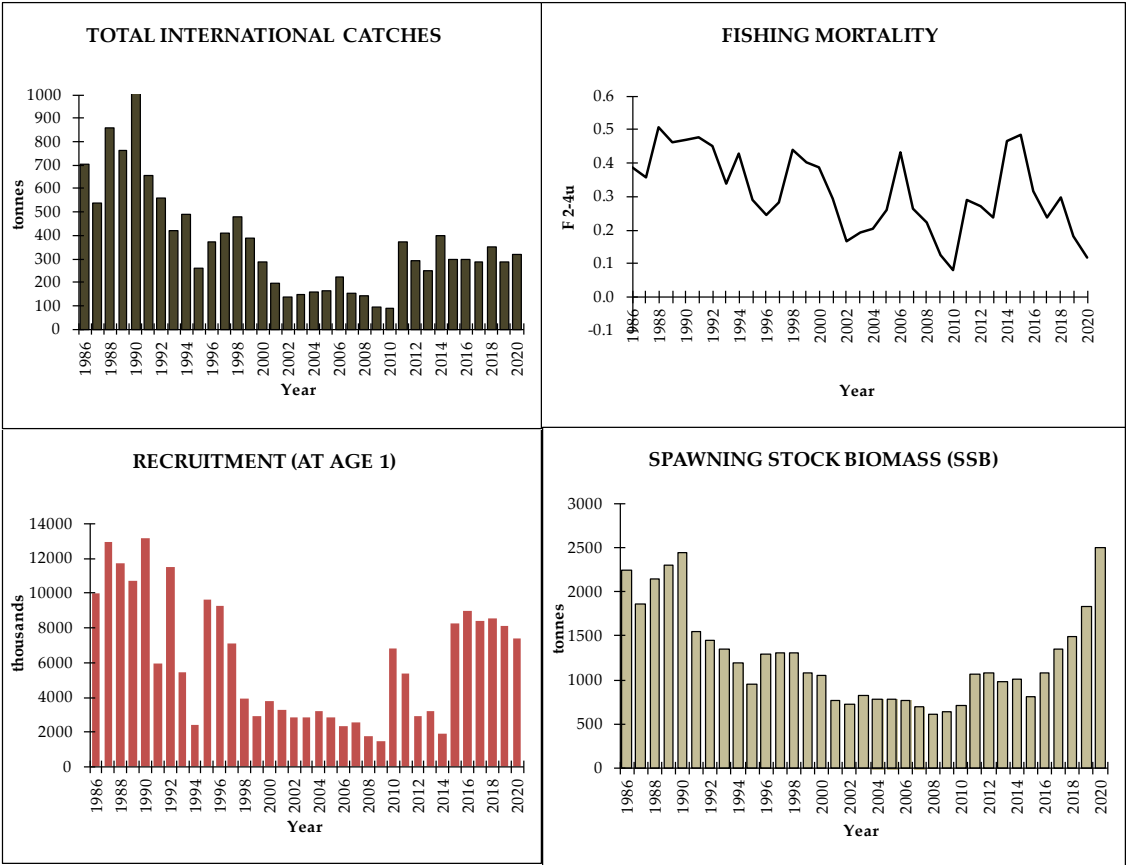 TOTAL INTERNATIONAL CATCHES
1000
900
800
700
600
500
400
300
200
100
0
tonnes
1986 1988 1990 1992 1994 1996 1998 2000 2002 2004 2006 2008 2010 2012 2014 2016 2018 2020
Year
FISHING MORTALITY
0.6
0.5
0.4
0.3
0.2
0.1
0.0
-0.1
F 2-4u
1986 1988 1990 1992 1994 1996 1998 2000 2002 2004 2006 2008 2010 2012 2014 2016 2018 2020
Year
RECRUITMENT (AT AGE 1)
14000
12000
10000
8000
6000
4000
2000
0
thousands
1986 1988 1990 1992 1994 1996 1998 2000 2002 2004 2006 2008 2010 2012 2014 2016 2018 2020
Year
SPAWNING STOCK BIOMASS (SSB)
3000
2500
2000
1500
1000
500
0
tonnes
1986 1988 1990 1992 1994 1996 1998 2000 2002 2004 2006 2008 2010 2012 2014 2016 2018 2020
Year